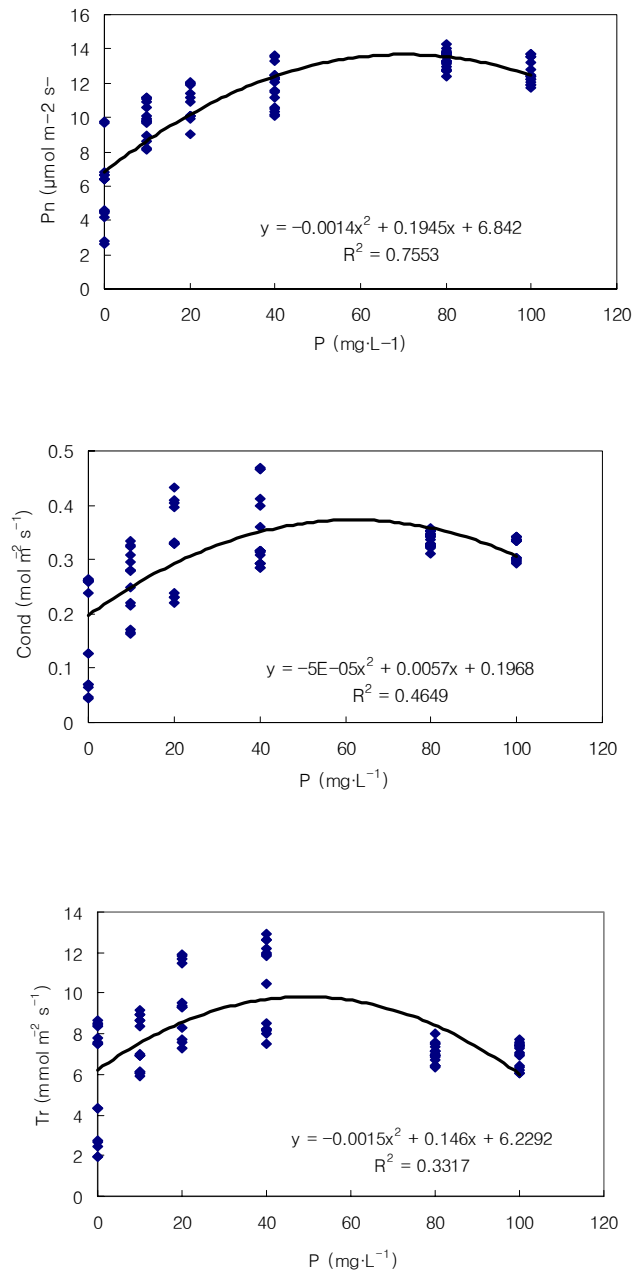 16
14
12
10
8
6
4
2
0
Pn (μmol m-2 s-
y = -0.0014x² + 0.1945x + 6.842
R² = 0.7553
0 20 40 60 80 100 120
P (mg·L-1)
0.5
0.4
0.3
0.2
0.1
0
Cond (mol m⁻² s⁻¹)
y = -5E-05x² + 0.0057x + 0.1968
R² = 0.4649
0 20 40 60 80 100 120
P (mg·L⁻¹)
14
12
10
8
6
4
2
0
Tr (mmol m⁻² s⁻¹)
y = -0.0015x² + 0.146x + 6.2292
R² = 0.3317
0 20 40 60 80 100 120
P (mg·L⁻¹)